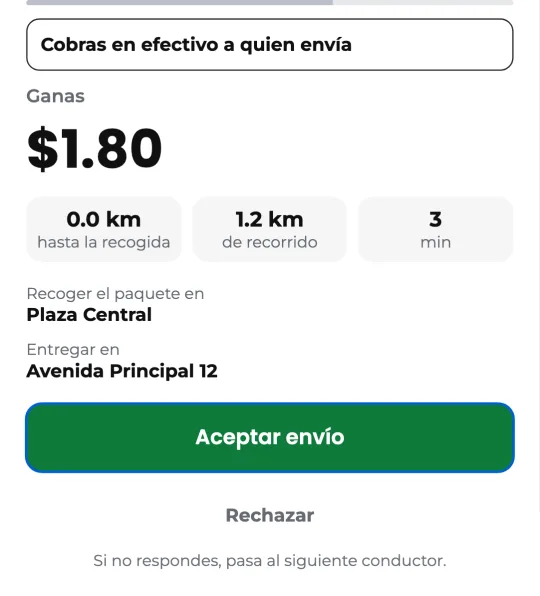 Cobras en efectivo a quien envía
Ganas
$1.80
0.0 km
hasta la recogida
1.2 km
de recorrido
3
min
Recoger el paquete en
Plaza Central
Entregar en
Avenida Principal 12
Aceptar envío
Rechazar
Si no respondes, pasa al siguiente conductor.